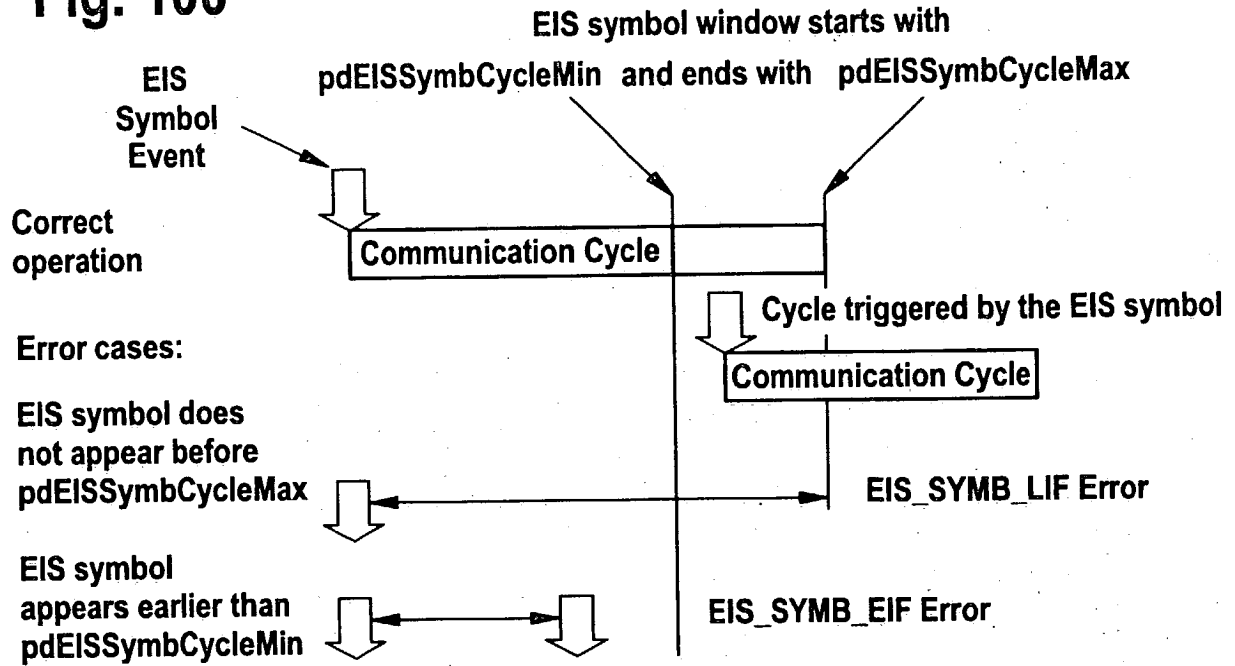 Fig. 106
EIS symbol window starts with
pdEISSymbCycleMin and ends with pdEISSymbCycleMax
EIS
Symbol
Event
Correct
operation
Communication Cycle
Cycle triggered by the EIS symbol
Error cases:
Communication Cycle
EIS symbol does
not appear before
pdEISSymbCycleMax
EIS_SYMB_LIF Error
EIS symbol
appears earlier than
pdEISSymbCycleMin
EIS_SYMB_EIF Error